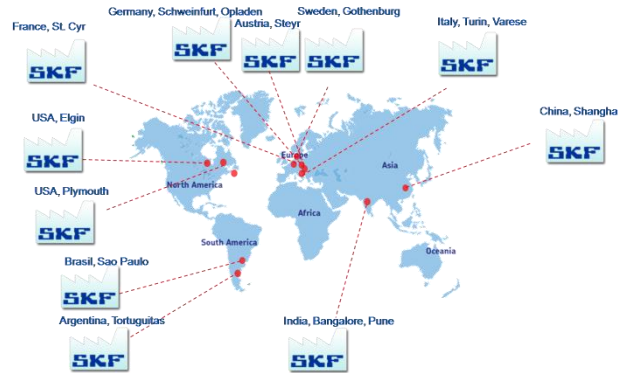 Germany, Schweinfurt, Opladen
Sweden, Gothenburg
France, St. Cyr
Austria, Steyr
Italy, Turin, Varese
SKF
SKF
SKF
SKF
SKF
China, Shangha
USA, Elgin
SKF
SKF
Europe
Asia
USA, Plymouth
North America
SKF
Africa
South America
Oceania
Brasil, Sao Paulo
SKF
Argentina, Tortuguitas
India, Bangalore, Pune
SKF
SKF